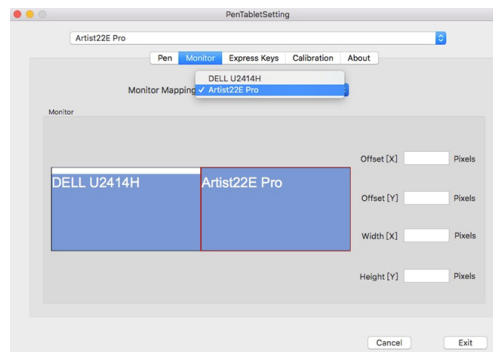 PenTabletSetting
Artist22E Pro
Pen Monitor Express Keys Calibration About
DELL U2414H
Monitor Mapping ✓ Artist22E Pro
Monitor
Offset [X] Pixels
DELL U2414H Artist22E Pro
Offset [Y] Pixels
Width [X] Pixels
Height [Y] Pixels
Cancel Exit